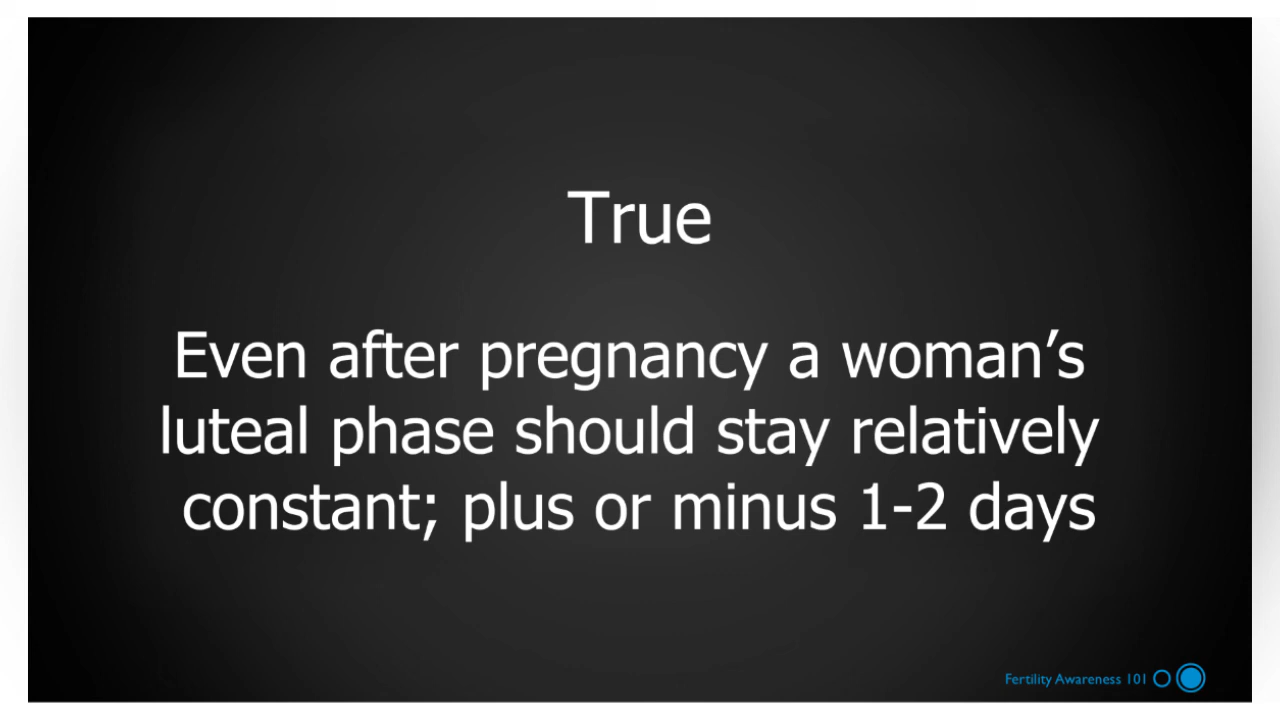 True
Even after pregnancy a woman’s
luteal phase should stay relatively
constant; plus or minus 1-2 days
Fertility Awareness 101